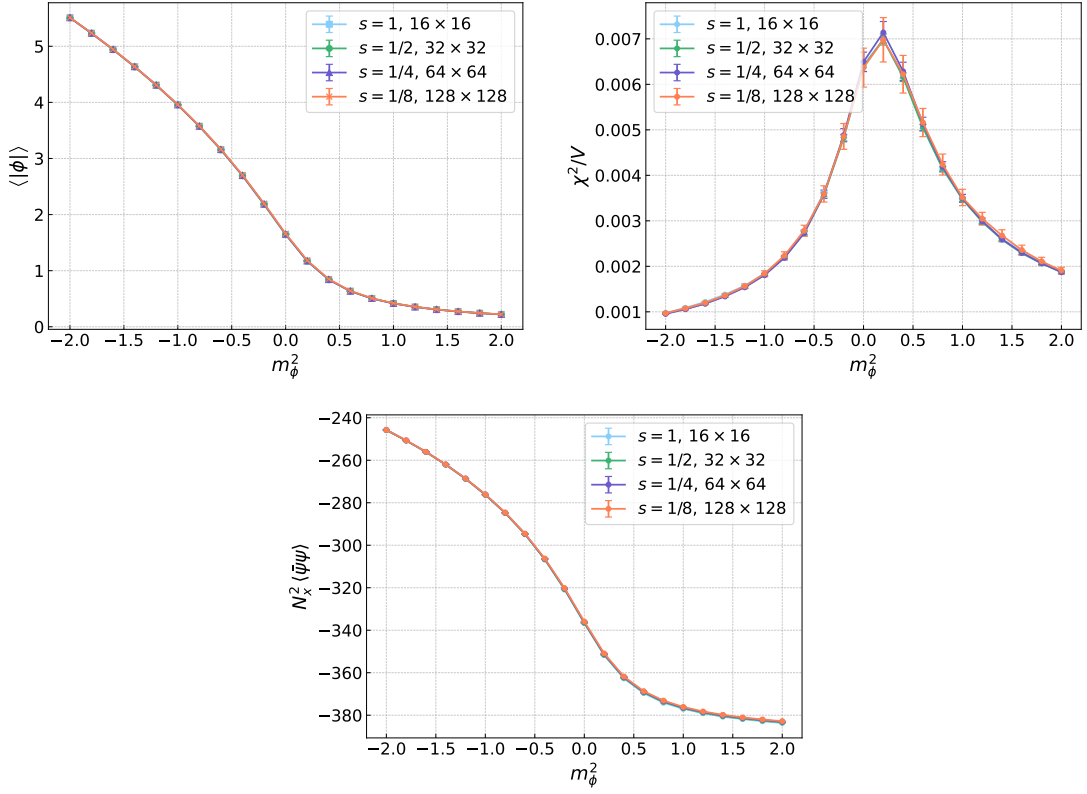 5
4
3
2
1
0
⟨|ϕ|⟩
s = 1, 16 × 16
s = 1/2, 32 × 32
s = 1/4, 64 × 64
s = 1/8, 128 × 128
−2.0 −1.5 −1.0 −0.5 0.0 0.5 1.0 1.5 2.0
m²_ϕ
0.007
0.006
0.005
0.004
0.003
0.002
0.001
χ²/V
s = 1, 16 × 16
s = 1/2, 32 × 32
s = 1/4, 64 × 64
s = 1/8, 128 × 128
−2.0 −1.5 −1.0 −0.5 0.0 0.5 1.0 1.5 2.0
m²_ϕ
−240
−260
−280
−300
−320
−340
−360
−380
N²_x ⟨ψ̄ψ⟩
s = 1, 16 × 16
s = 1/2, 32 × 32
s = 1/4, 64 × 64
s = 1/8, 128 × 128
−2.0 −1.5 −1.0 −0.5 0.0 0.5 1.0 1.5 2.0
m²_ϕ